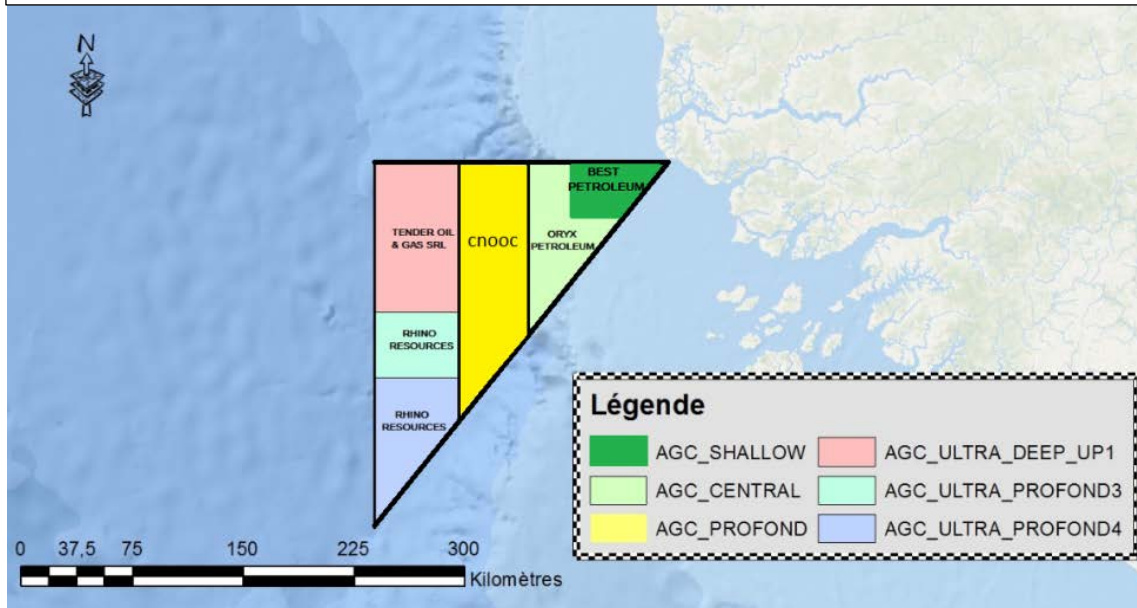 N
BEST
PETROLEUM
TENDER OIL
& GAS SRL
cnooc
ORYX
PETROLEUM
RHINO
RESOURCES
RHINO
RESOURCES
Légende
AGC_SHALLOW
AGC_ULTRA_DEEP_UP1
AGC_CENTRAL
AGC_ULTRA_PROFOND3
AGC_PROFOND
AGC_ULTRA_PROFOND4
0 37,5 75 150 225 300
Kilomètres